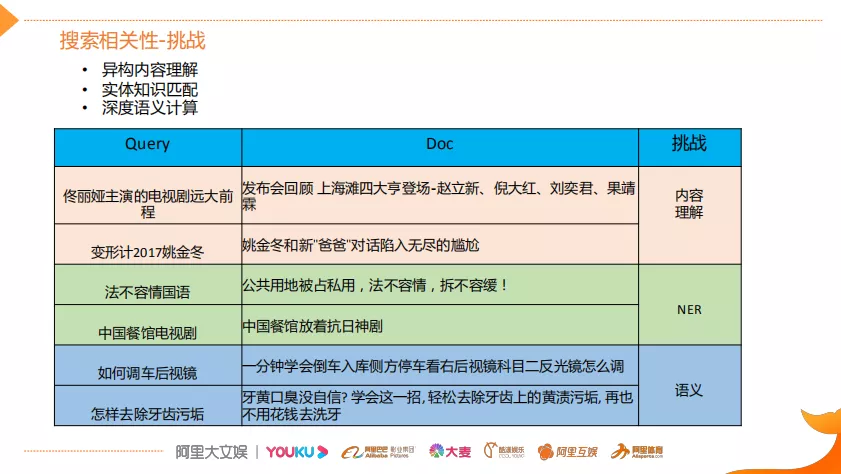 搜索相关性-挑战
• 异构内容理解
• 实体知识匹配
• 深度语义计算
Query Doc 挑战
佟丽娅主演的电视剧远大前
程
发布会回顾 上海滩四大亨登场-赵立新、倪大红、刘奕君、果靖
霖
内容
理解
变形计2017姚金冬
姚金冬和新"爸爸"对话陷入无尽的尴尬
法不容情国语
公共用地被占私用，法不容情，拆不容缓！
NER
中国餐馆电视剧
中国餐馆放着抗日神剧
如何调车后视镜
一分钟学会倒车入库侧方停车看右后视镜科目二反光镜怎么调
语义
怎样去除牙齿污垢
牙黄口臭没自信? 学会这一招, 轻松去除牙齿上的黄渍污垢, 再也
不用花钱去洗牙
阿里大文娱 YOUKU 阿里巴巴影业集团 Alibaba Pictures 大麦 阿里互娱 阿里体育 Alisports.com